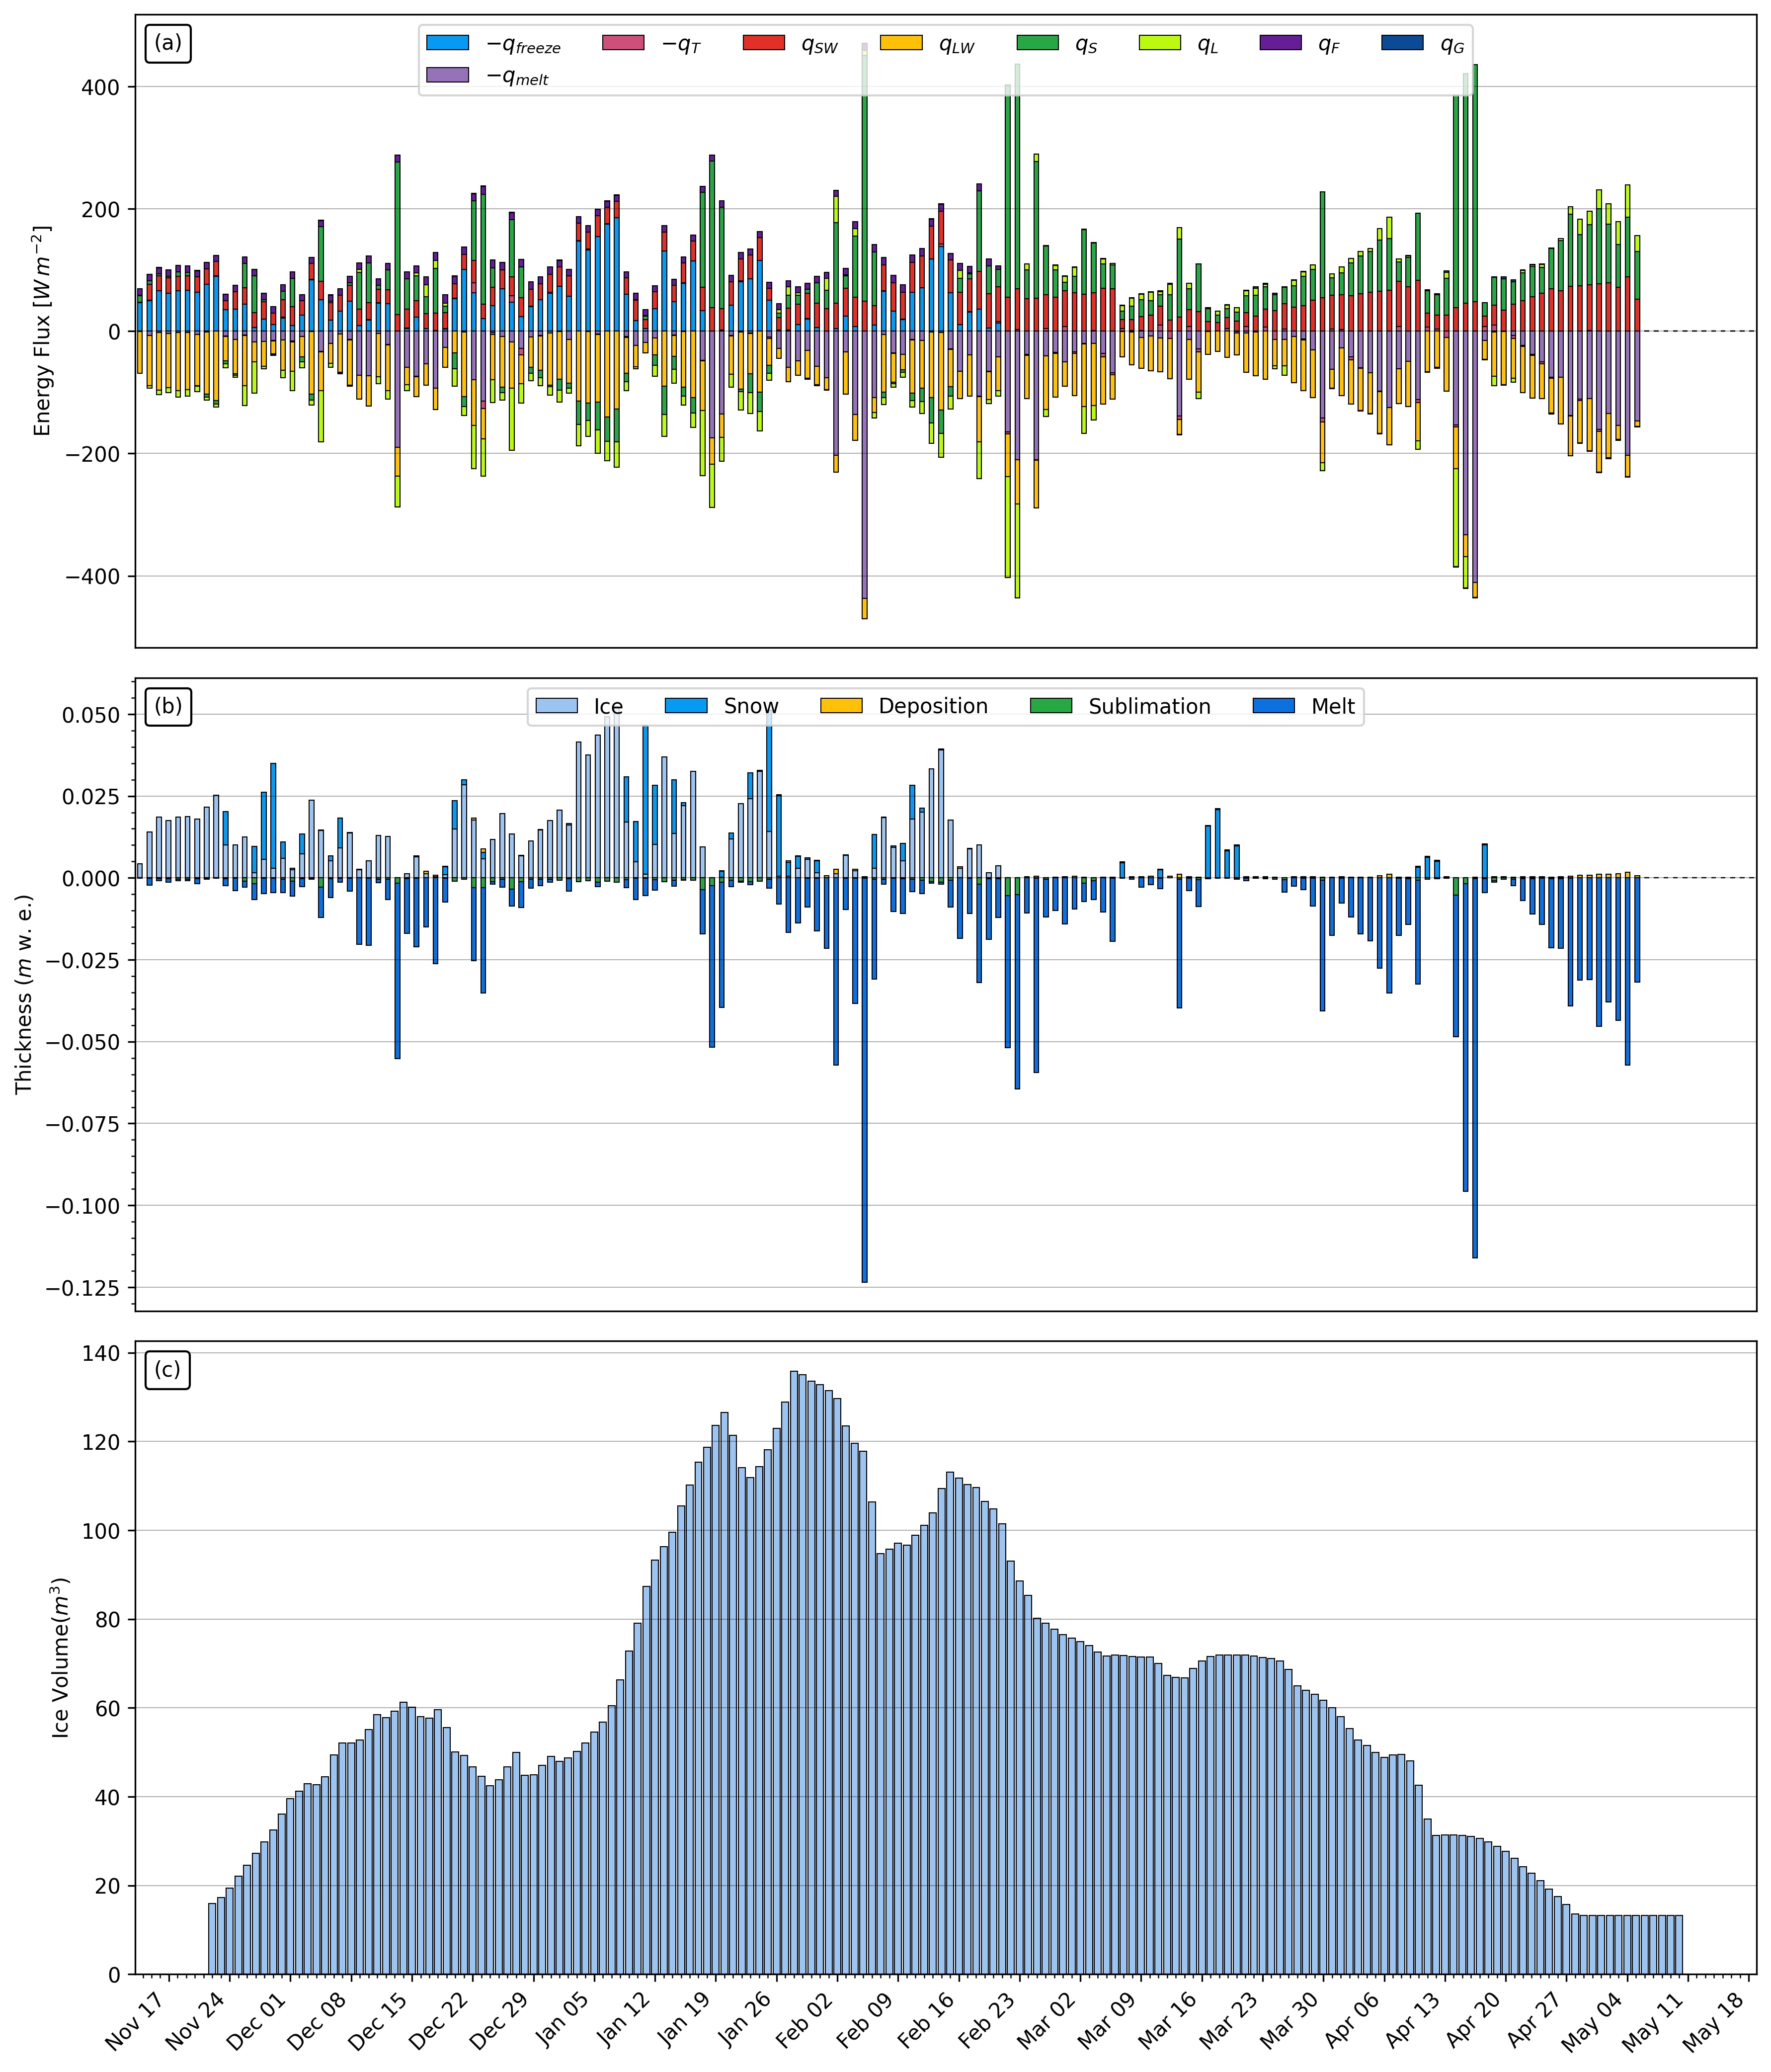 (a)
−q_freeze −q_T q_SW q_LW q_S q_L q_F q_G
−q_melt
Energy Flux [W m⁻²]
400
200
0
−200
−400
(b)
Ice Snow Deposition Sublimation Melt
Thickness (m w. e.)
0.050
0.025
0.000
−0.025
−0.050
−0.075
−0.100
−0.125
(c)
Ice Volume(m³)
140
120
100
80
60
40
20
0
Nov 17 Nov 24 Dec 01 Dec 08 Dec 15 Dec 22 Dec 29 Jan 05 Jan 12 Jan 19 Jan 26 Feb 02 Feb 09 Feb 16 Feb 23 Mar 02 Mar 09 Mar 16 Mar 23 Mar 30 Apr 06 Apr 13 Apr 20 Apr 27 May 04 May 11 May 18